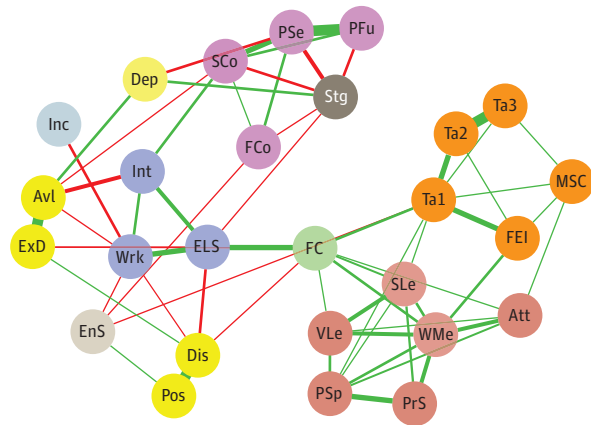 PSe
PFu
SCo
Dep
Stg
Ta3
Inc
Ta2
FCo
Int
MSC
Avl
Ta1
FEI
ExD
Wrk
ELS
FC
SLe
Att
EnS
VLe
WMe
Dis
Pos
PSp
PrS